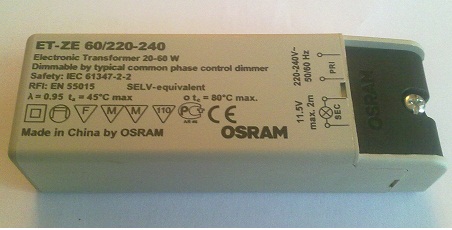 ET-ZE 60/220-240
Electronic Transformer 20-60 W
Dimmable by typical common phase control dimmer
Safety: IEC 61347-2-2
RFI: EN 55015 SELV-equivalent
λ = 0.95 tₐ = 45°C max tc = 80°C max.
F M M 110 CE
Made in China by OSRAM
OSRAM
220-240V~
50/60 Hz
PRI
11.5V
max. 2m
SEC